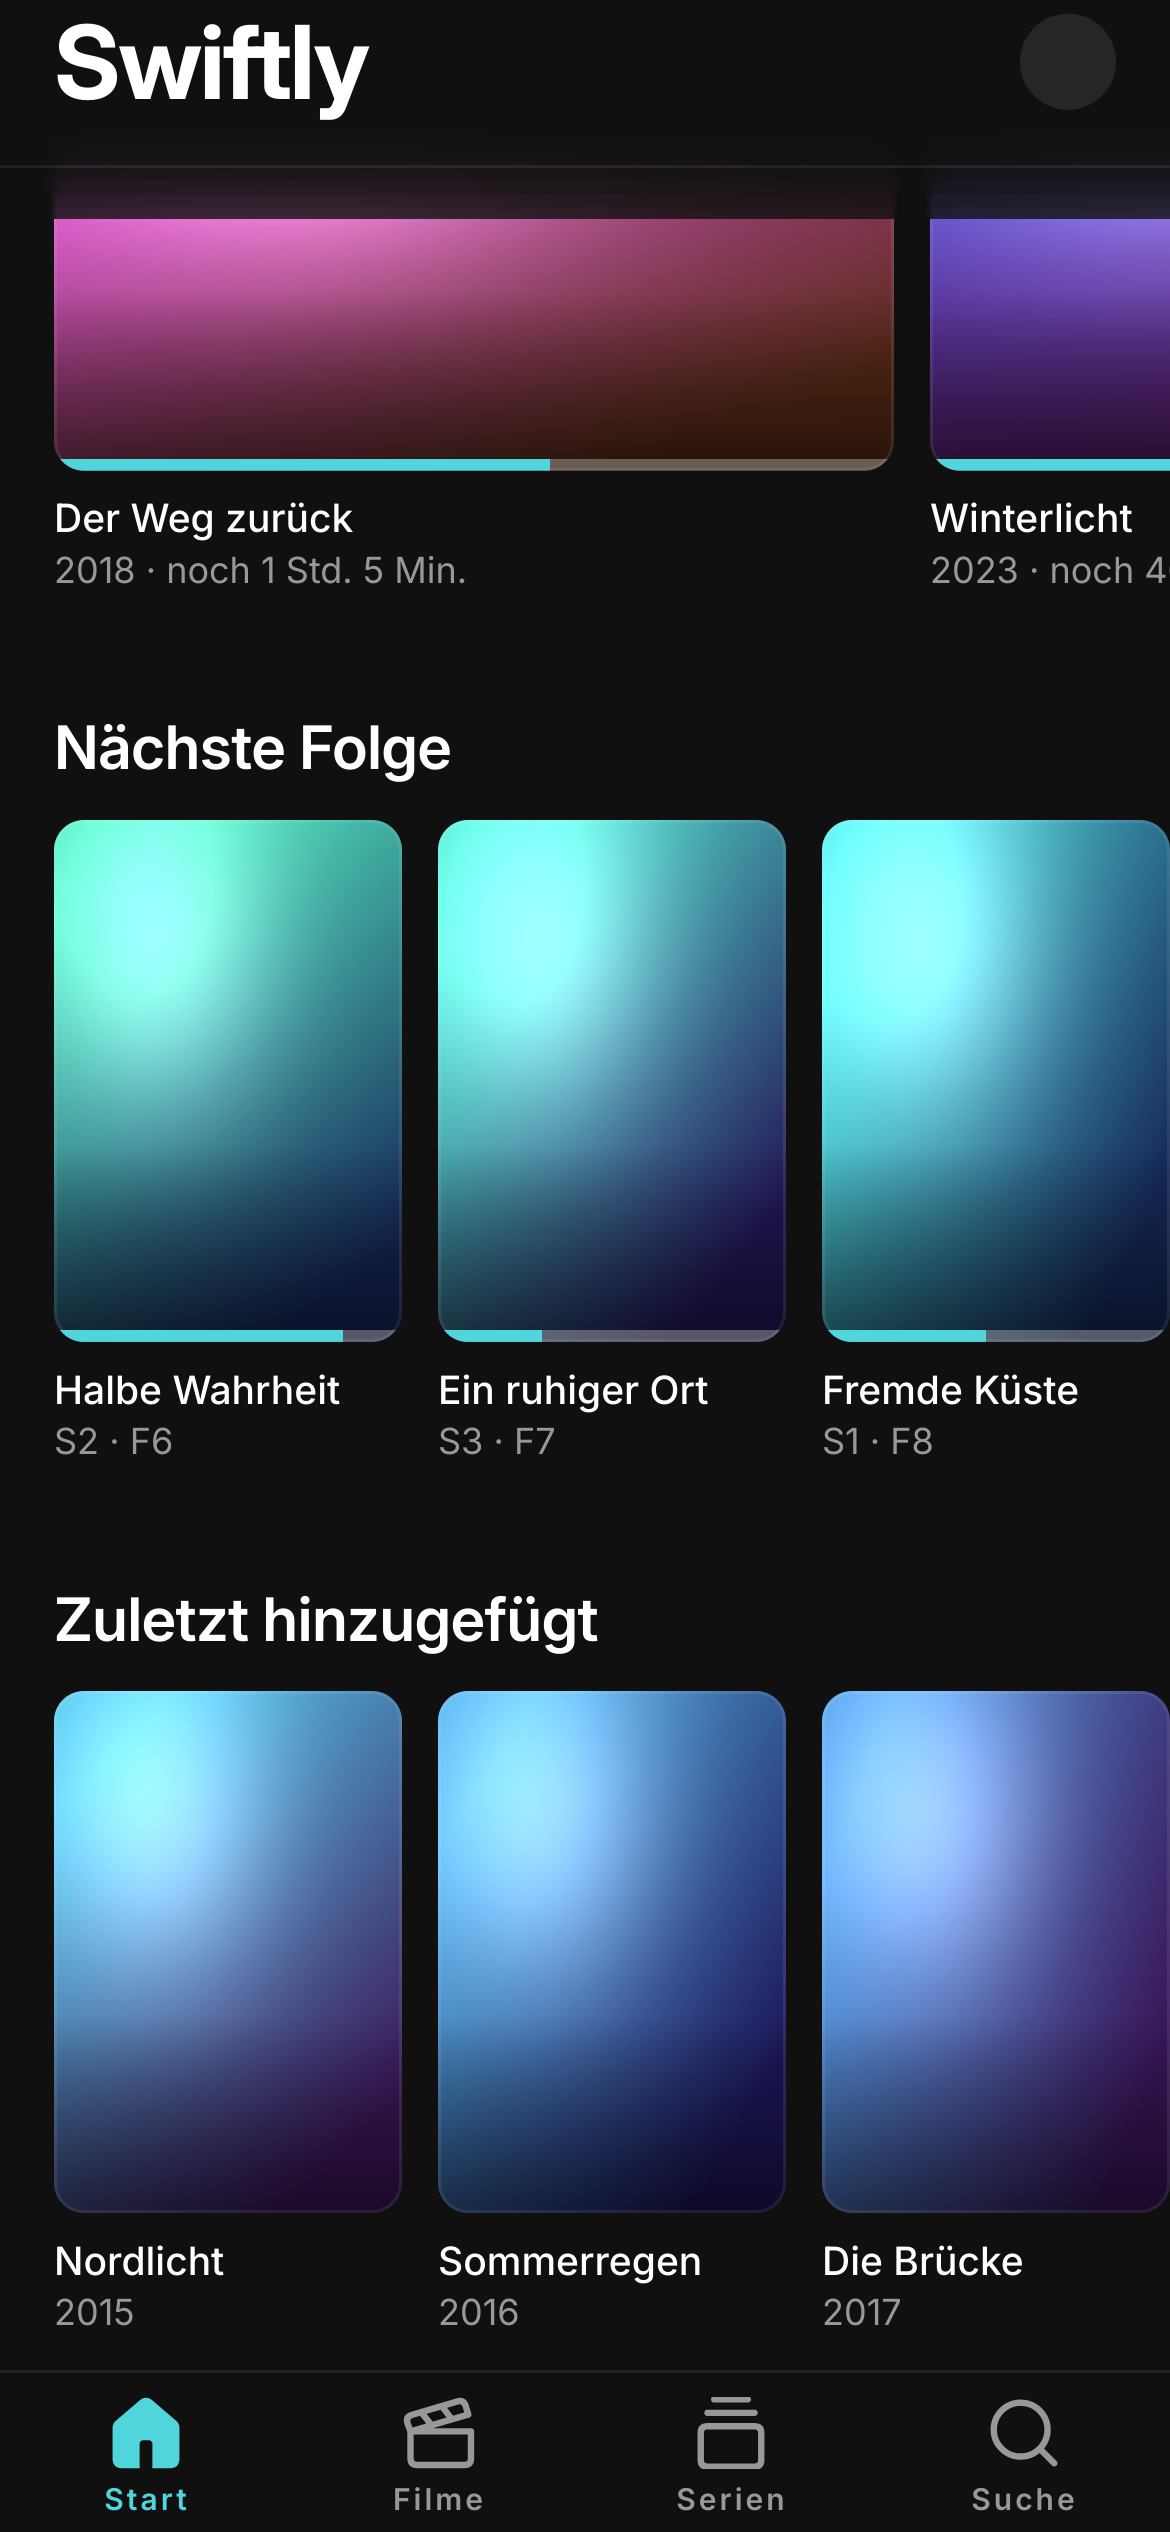 Swiftly
Der Weg zurück
2018 · noch 1 Std. 5 Min.
Winterlicht
2023 · noch
Nächste Folge
Halbe Wahrheit
S2 · F6
Ein ruhiger Ort
S3 · F7
Fremde Küste
S1 · F8
Zuletzt hinzugefügt
Nordlicht
2015
Sommerregen
2016
Die Brücke
2017
Start
Filme
Serien
Suche